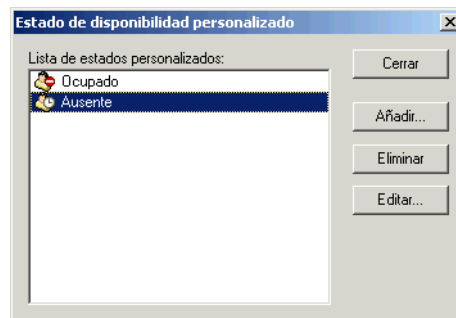 Estado de disponibilidad personalizado
Lista de estados personalizados:
Ocupado
Ausente
Cerrar
Añadir...
Eliminar
Editar...